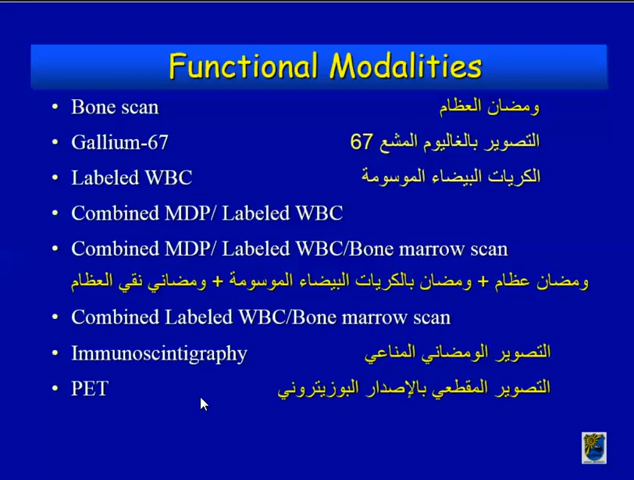 Functional Modalities
• Bone scan ومضان العظام
• Gallium-67 التصوير بالغاليوم المشع 67
• Labeled WBC الكريات البيضاء الموسومة
• Combined MDP/ Labeled WBC
• Combined MDP/ Labeled WBC/Bone marrow scan
ومضان عظام + ومضان بالكريات البيضاء الموسومة + ومضاني نقي العظام
• Combined Labeled WBC/Bone marrow scan
• Immunoscintigraphy التصوير الومضاني المناعي
• PET التصوير المقطعي بالإصدار البوزيتروني